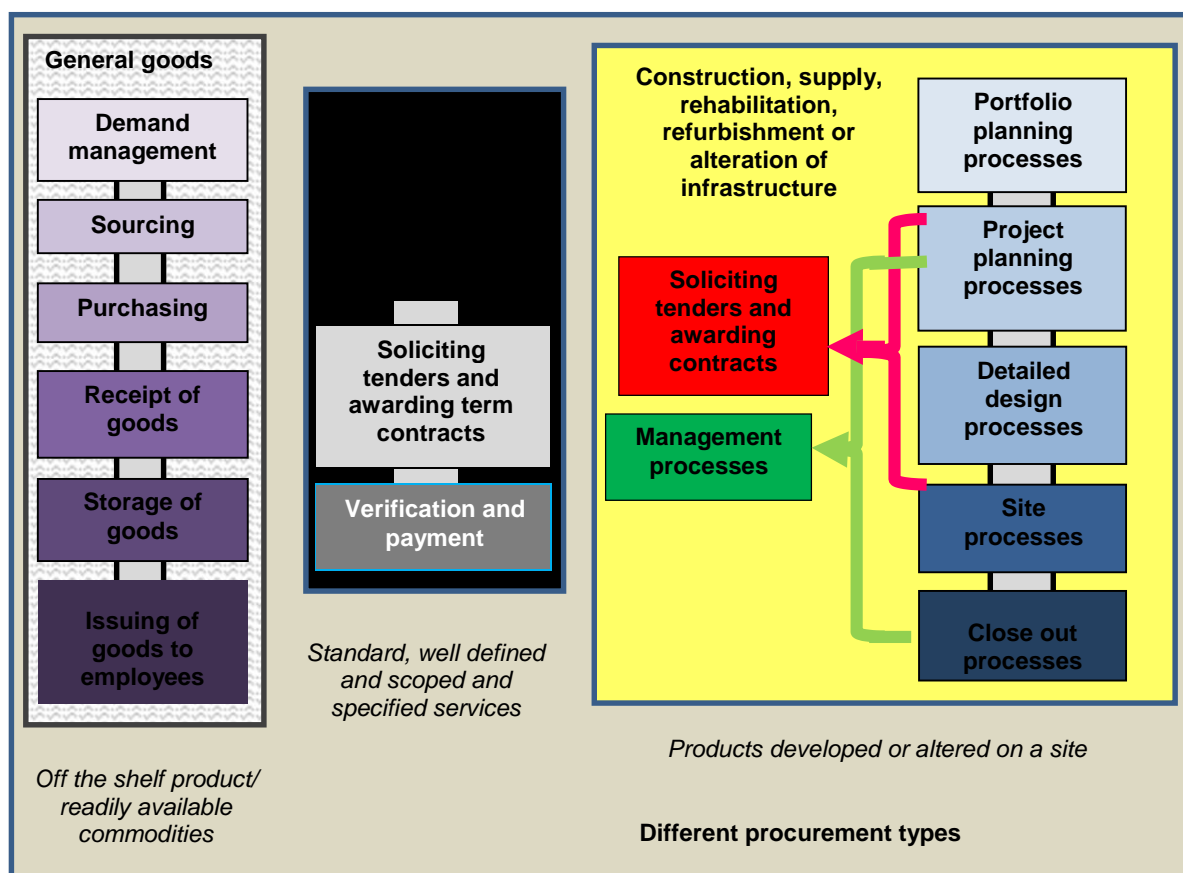 General goods
Demand
management
Sourcing
Purchasing
Receipt of
goods
Storage of
goods
Issuing of
goods to
employees
Off the shelf product/
readily available
commodities
Soliciting
tenders and
awarding term
contracts
Verification and
payment
Standard, well defined
and scoped and
specified services
Construction, supply,
rehabilitation,
refurbishment or
alteration of
infrastructure
Soliciting
tenders and
awarding
contracts
Management
processes
Portfolio
planning
processes
Project
planning
processes
Detailed
design
processes
Site
processes
Close out
processes
Products developed or altered on a site
Different procurement types